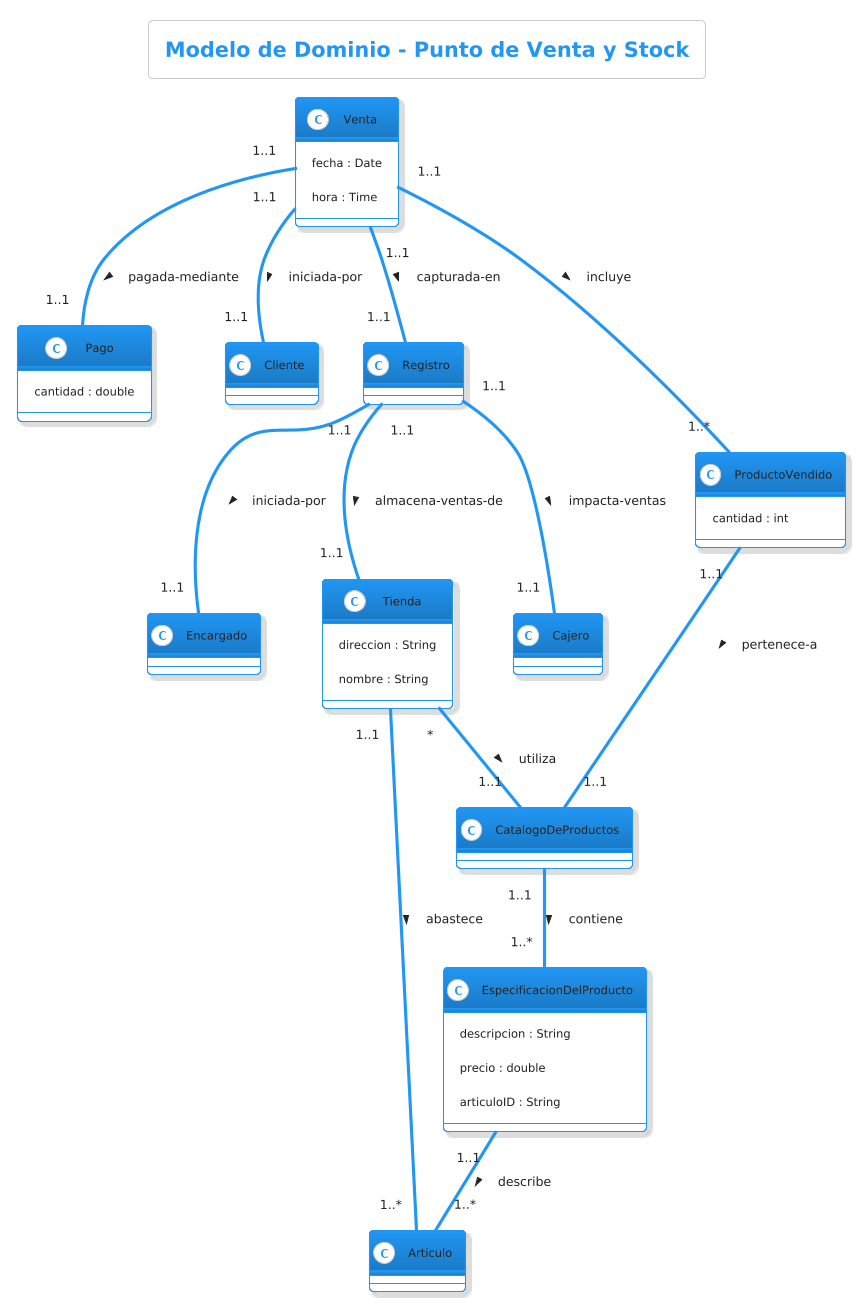 Modelo de Dominio - Punto de Venta y Stock
C Venta
fecha : Date
hora : Time
1..1
1..1
1..1
1..1
pagada-mediante
iniciada-por
capturada-en
incluye
1..1
1..1
1..1
1..*
C Pago
cantidad : double
C Cliente
C Registro
1..1
1..1
1..1
C ProductoVendido
cantidad : int
iniciada-por
almacena-ventas-de
impacta-ventas
1..1
1..1
1..1
1..1
C Encargado
C Tienda
direccion : String
nombre : String
C Cajero
pertenece-a
1..1
*
utiliza
1..1
1..1
C CatalogoDeProductos
1..1
abastece
contiene
1..*
C EspecificacionDelProducto
descripcion : String
precio : double
articuloID : String
1..1
describe
1..*
1..*
C Articulo